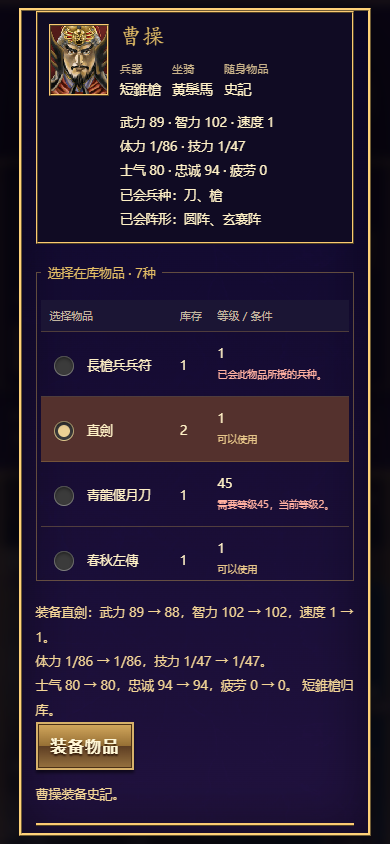 曹操
兵器 坐騎 随身物品
短錐槍 黃鬃馬 史記
武力 89 · 智力 102 · 速度 1
体力 1/86 · 技力 1/47
士气 80 · 忠诚 94 · 疲劳 0
已会兵种：刀、槍
已会阵形：圆阵、玄襄阵
选择在库物品 · 7种
选择物品 库存 等级 / 条件
長槍兵兵符 1 1
已会此物品所授的兵种。
直劍 2 1
可以使用
青龍偃月刀 1 45
需要等级45，当前等级2。
春秋左傳 1 1
可以使用
装备直劍：武力 89 → 88，智力 102 → 102，速度 1 →
1。
体力 1/86 → 1/86，技力 1/47 → 1/47。
士气 80 → 80，忠诚 94 → 94，疲劳 0 → 0。 短錐槍归
库。
装备物品
曹操装备史記。